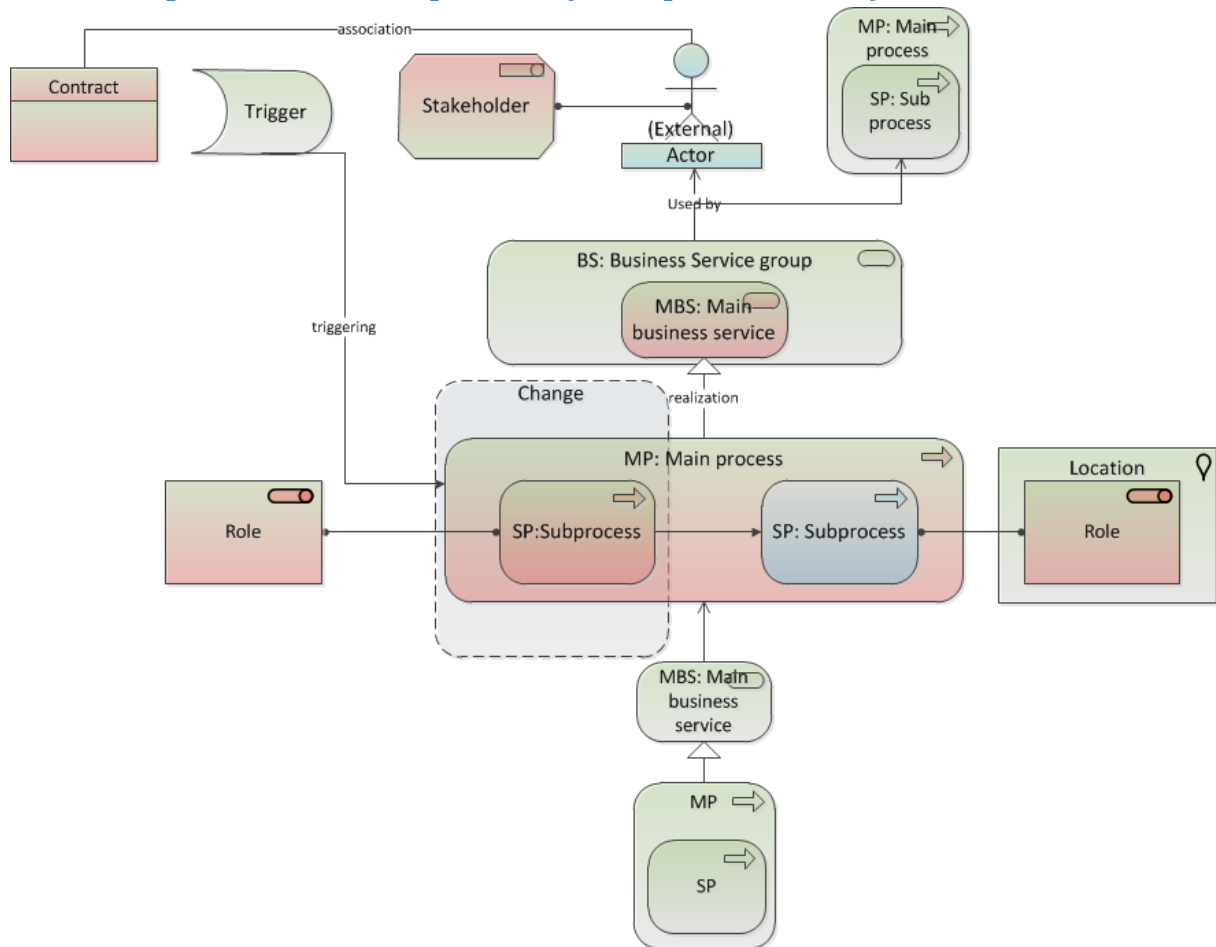 association
MP: Main
process
Contract
Trigger
Stakeholder
SP: Sub
process
(External)
Actor
Used by
BS: Business Service group
MBS: Main
business service
triggering
Change
realization
MP: Main process
Location
Role
SP:Subprocess
SP: Subprocess
Role
MBS: Main
business
service
MP
SP